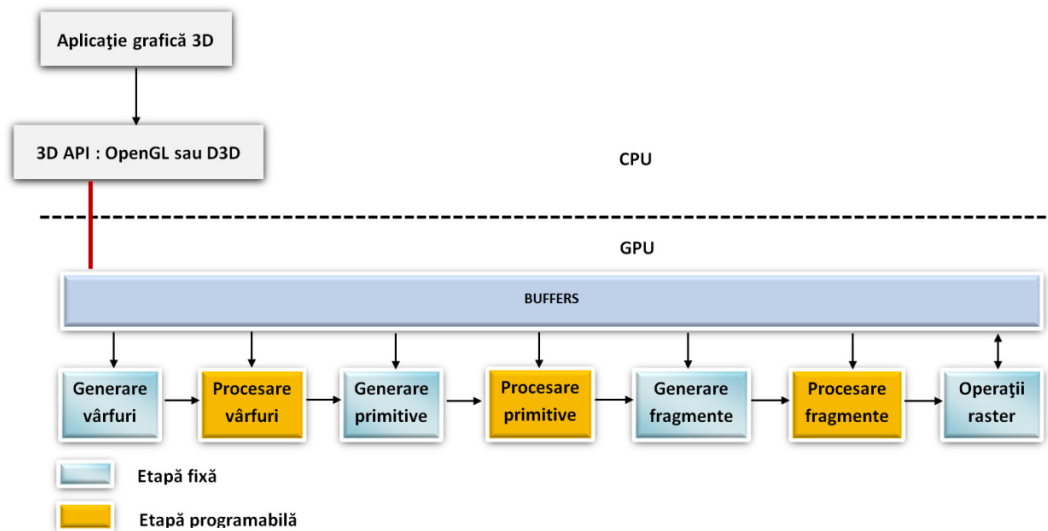 Aplicaţie grafică 3D
3D API : OpenGL sau D3D
CPU
GPU
BUFFERS
Generare
vârfuri
Procesare
vârfuri
Generare
primitive
Procesare
primitive
Generare
fragmente
Procesare
fragmente
Operaţii
raster
Etapă fixă
Etapă programabilă